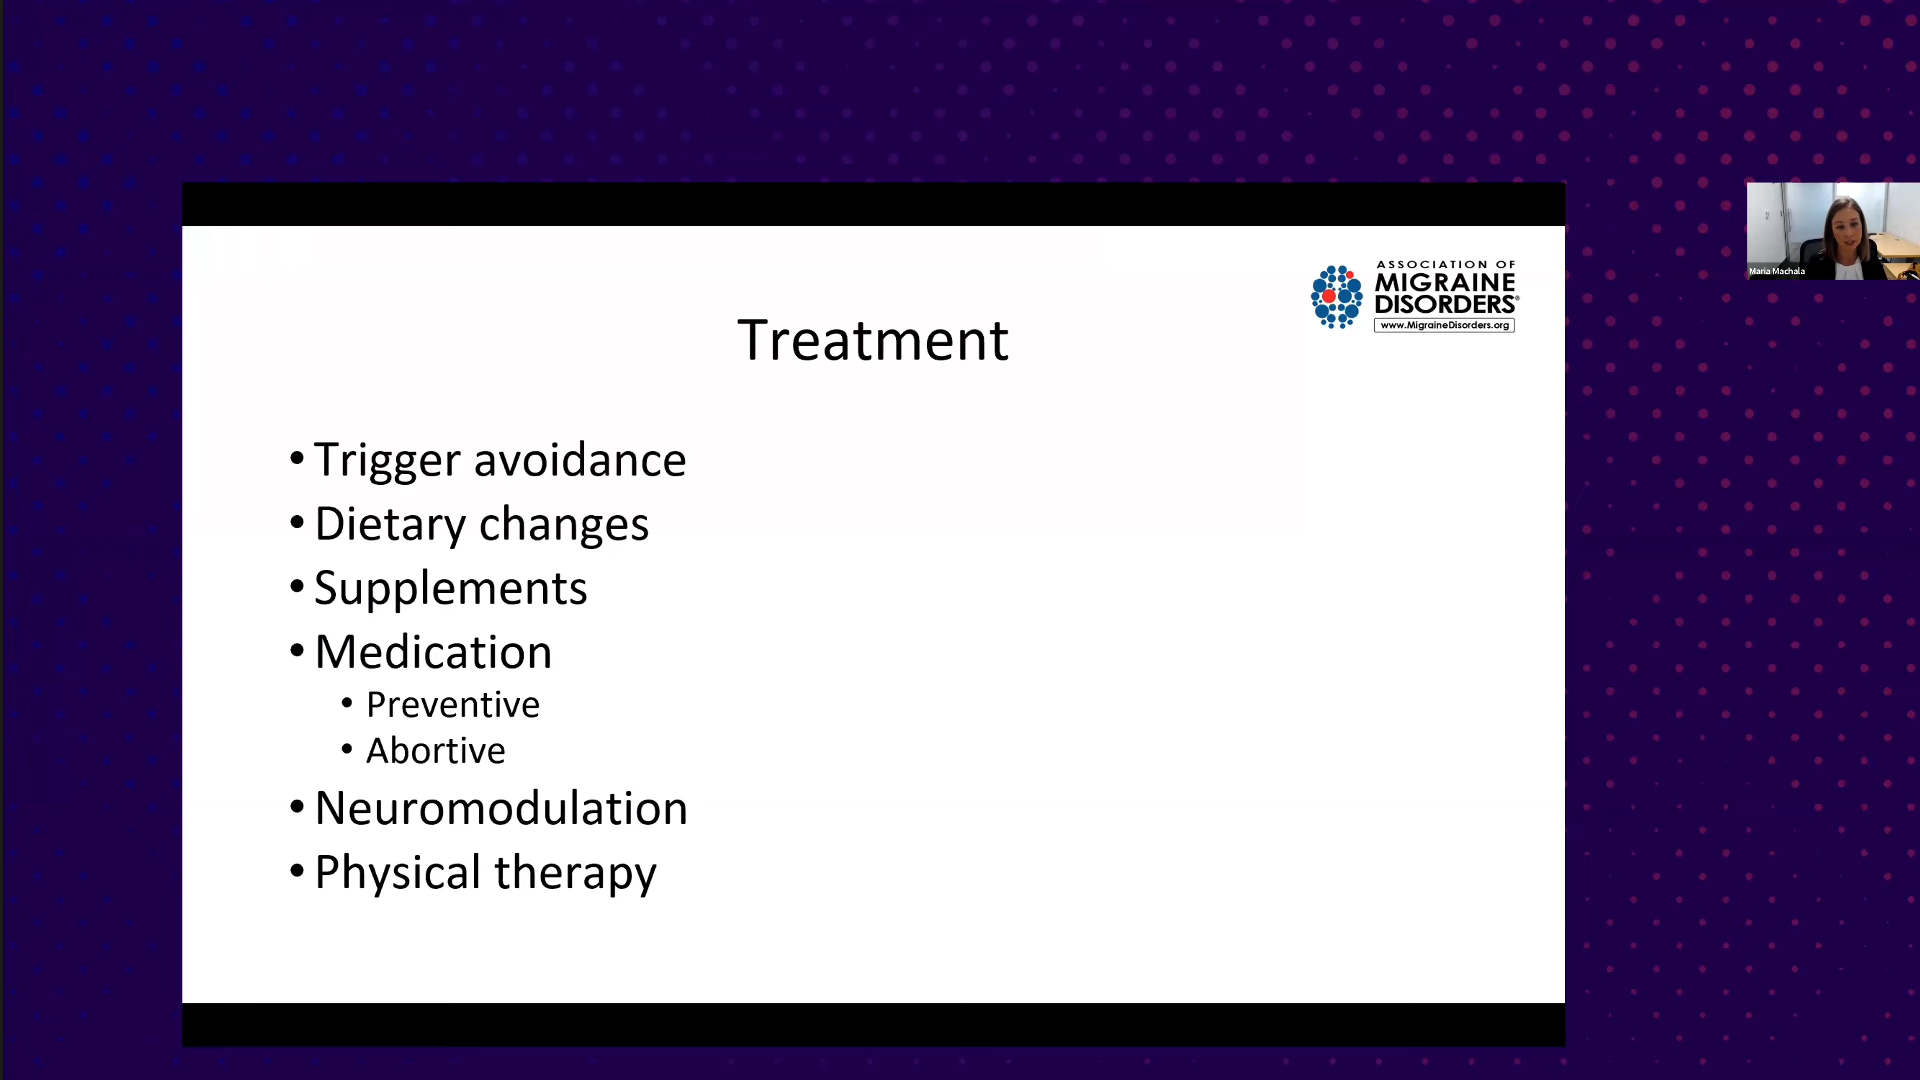 ASSOCIATION OF
MIGRAINE
DISORDERS®
www.MigraineDisorders.org
Treatment
• Trigger avoidance
• Dietary changes
• Supplements
• Medication
• Preventive
• Abortive
• Neuromodulation
• Physical therapy
Maria Machala